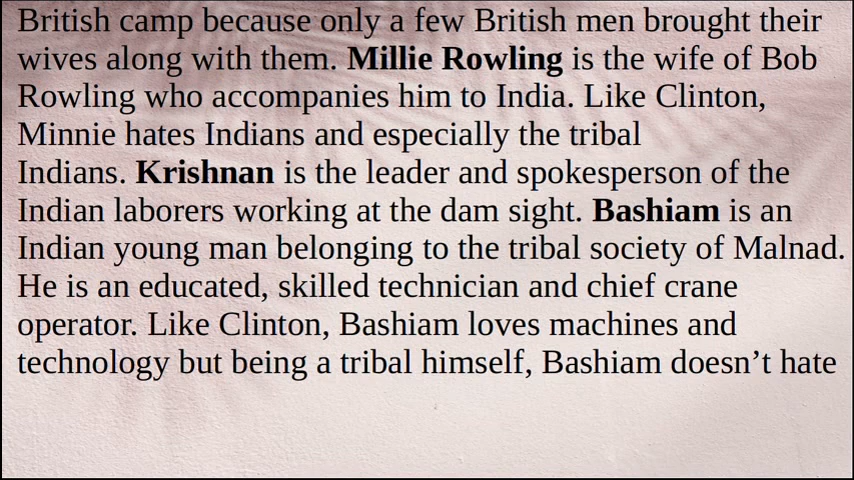 British camp because only a few British men brought their
wives along with them. Millie Rowling is the wife of Bob
Rowling who accompanies him to India. Like Clinton,
Minnie hates Indians and especially the tribal
Indians. Krishnan is the leader and spokesperson of the
Indian laborers working at the dam sight. Bashiam is an
Indian young man belonging to the tribal society of Malnad.
He is an educated, skilled technician and chief crane
operator. Like Clinton, Bashiam loves machines and
technology but being a tribal himself, Bashiam doesn’t hate